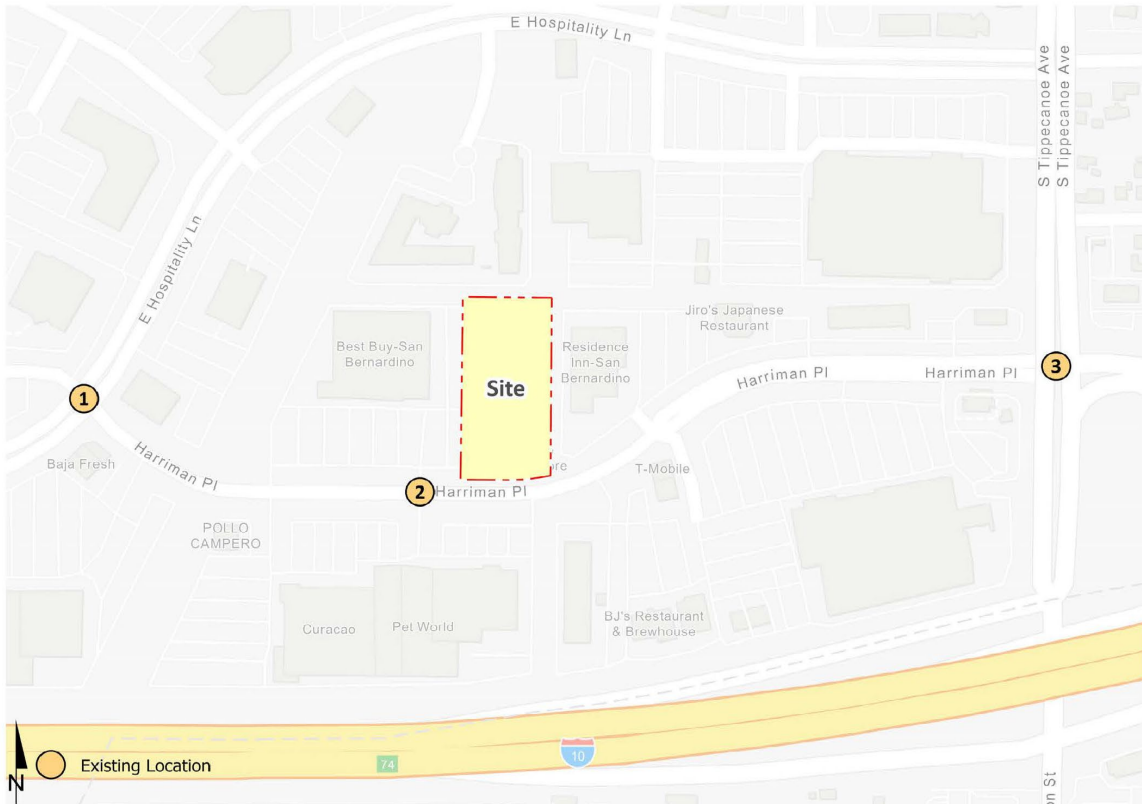 E Hospitality Ln
S Tippecanoe Ave
S Tippecanoe Ave
E Hospitality Ln
Best Buy-San
Bernardino
Site
Residence
Inn-San
Bernardino
Jiro's Japanese
Restaurant
Harriman Pl
Harriman Pl
3
1
Baja Fresh
Harriman Pl
2
Harriman Pl
ore
T-Mobile
POLLO
CAMPERO
Curacao
Pet World
BJ's Restaurant
& Brewhouse
10
74
N
Existing Location
n St